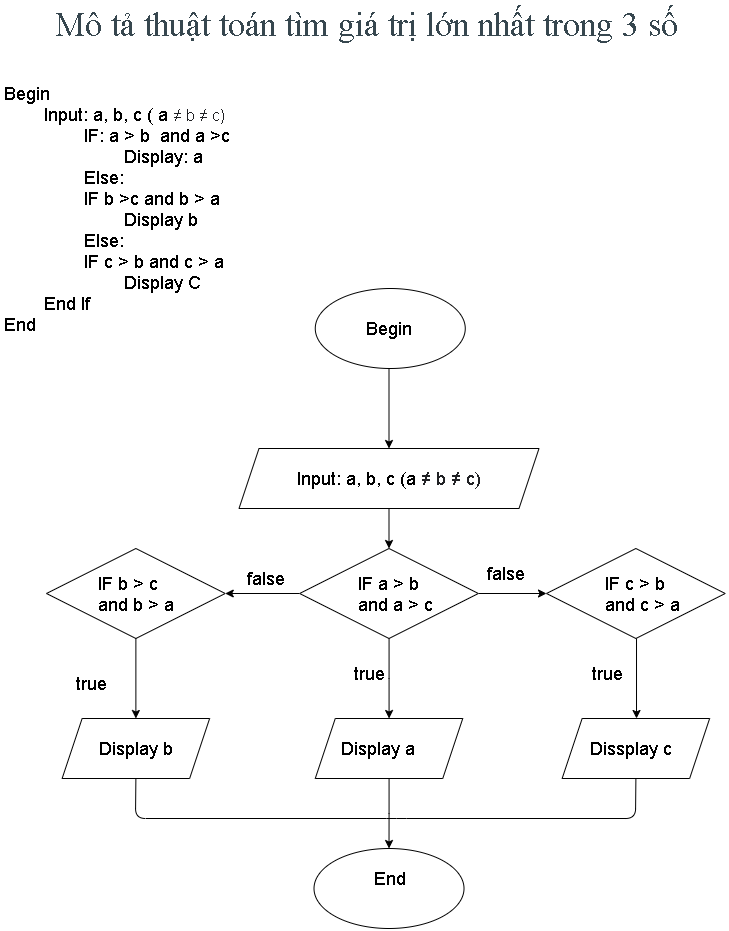 Mô tả thuật toán tìm giá trị lớn nhất trong 3 số
Begin
Input: a, b, c ( a ≠ b ≠ c)
IF: a > b and a >c
Display: a
Else:
IF b >c and b > a
Display b
Else:
IF c > b and c > a
Display C
End If
End
Begin
Input: a, b, c (a ≠ b ≠ c)
IF b > c
and b > a
false
IF a > b
and a > c
false
IF c > b
and c > a
true
true
true
Display b
Display a
Dissplay c
End